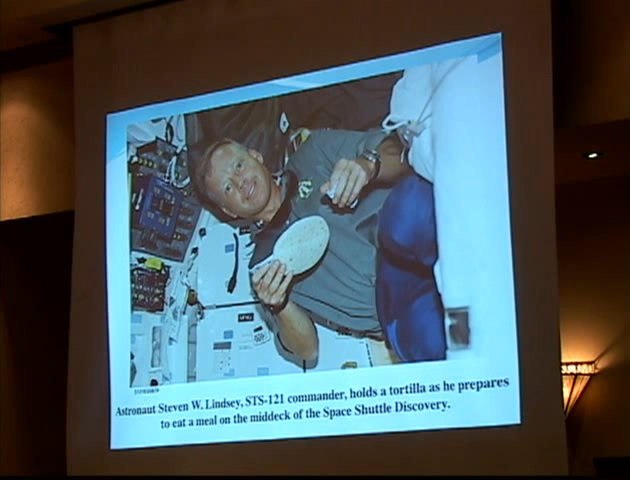 Astronaut Steven W. Lindsey, STS-121 commander, holds a tortilla as he prepares
to eat a meal on the middeck of the Space Shuttle Discovery.